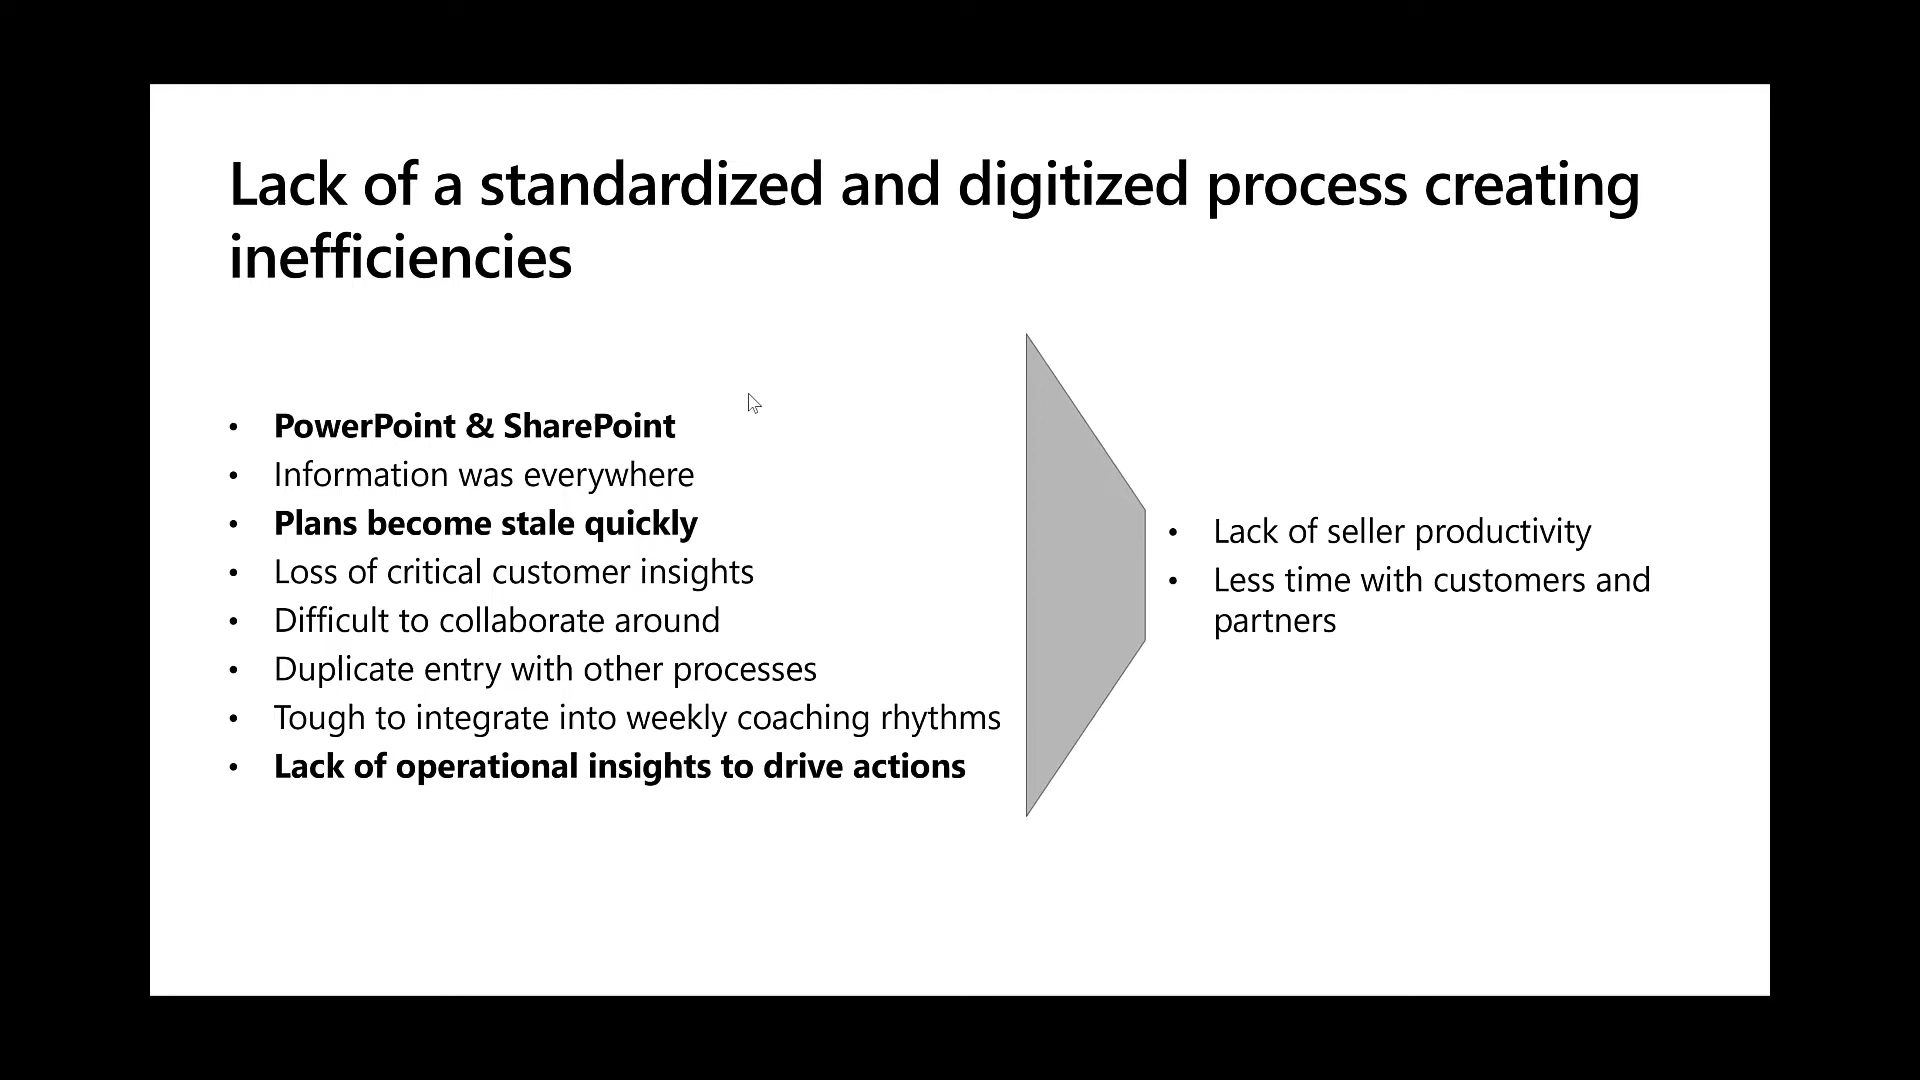 Lack of a standardized and digitized process creating
inefficiencies
• PowerPoint & SharePoint
• Information was everywhere
• Plans become stale quickly
• Loss of critical customer insights
• Difficult to collaborate around
• Duplicate entry with other processes
• Tough to integrate into weekly coaching rhythms
• Lack of operational insights to drive actions
• Lack of seller productivity
• Less time with customers and
partners